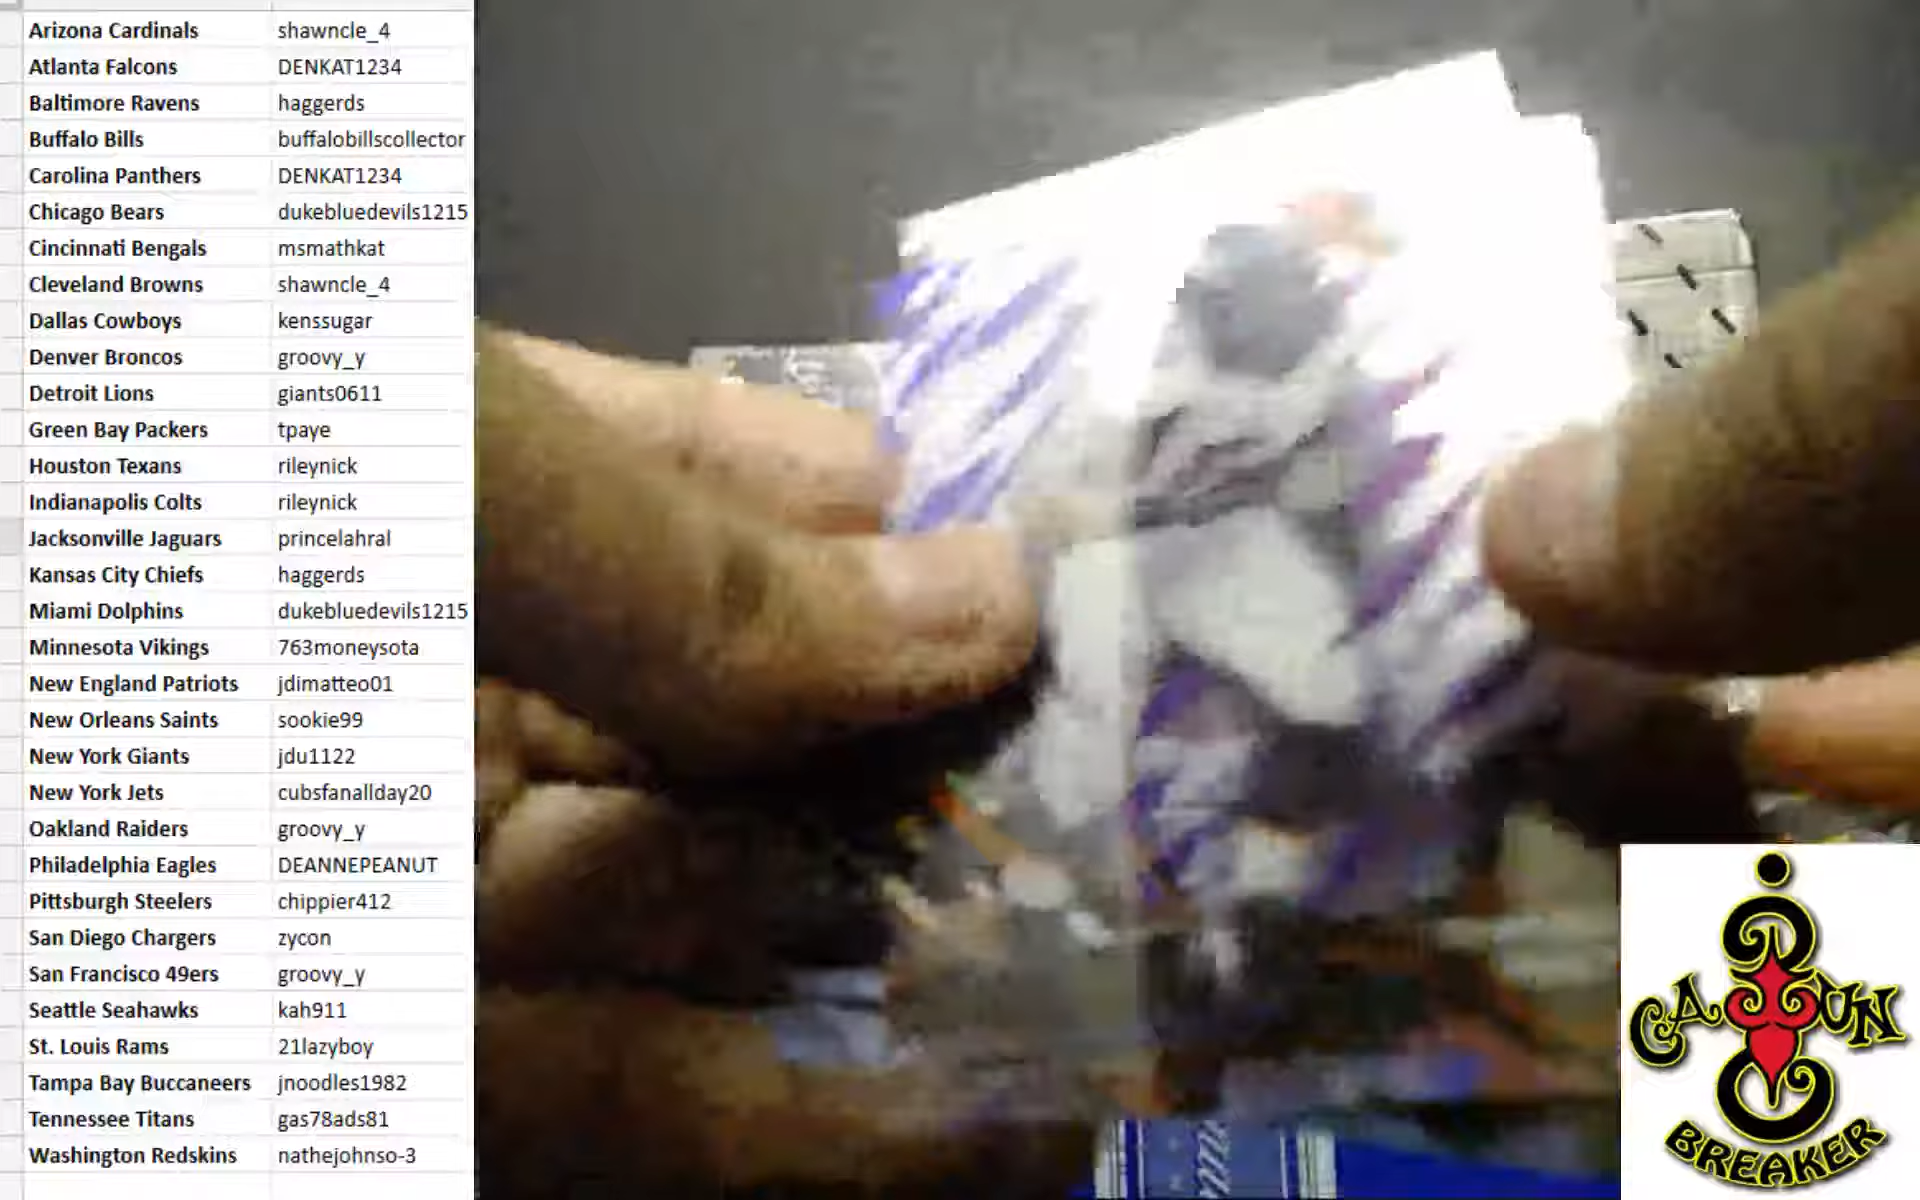 Arizona Cardinals shawncle_4
Atlanta Falcons DENKAT1234
Baltimore Ravens haggerds
Buffalo Bills buffalobillscollector
Carolina Panthers DENKAT1234
Chicago Bears dukebluedevils1215
Cincinnati Bengals msmathkat
Cleveland Browns shawncle_4
Dallas Cowboys kenssugar
Denver Broncos groovy_y
Detroit Lions giants0611
Green Bay Packers tpaye
Houston Texans rileynick
Indianapolis Colts rileynick
Jacksonville Jaguars princelahral
Kansas City Chiefs haggerds
Miami Dolphins dukebluedevils1215
Minnesota Vikings 763moneysota
New England Patriots jdimatteo01
New Orleans Saints sookie99
New York Giants jdu1122
New York Jets cubsfanallday20
Oakland Raiders groovy_y
Philadelphia Eagles DEANNEPEANUT
Pittsburgh Steelers chippier412
San Diego Chargers zycon
San Francisco 49ers groovy_y
Seattle Seahawks kah911
St. Louis Rams 21lazyboy
Tampa Bay Buccaneers jnoodles1982
Tennessee Titans gas78ads81
Washington Redskins nathejohnso-3
CAJUN
BREAKER